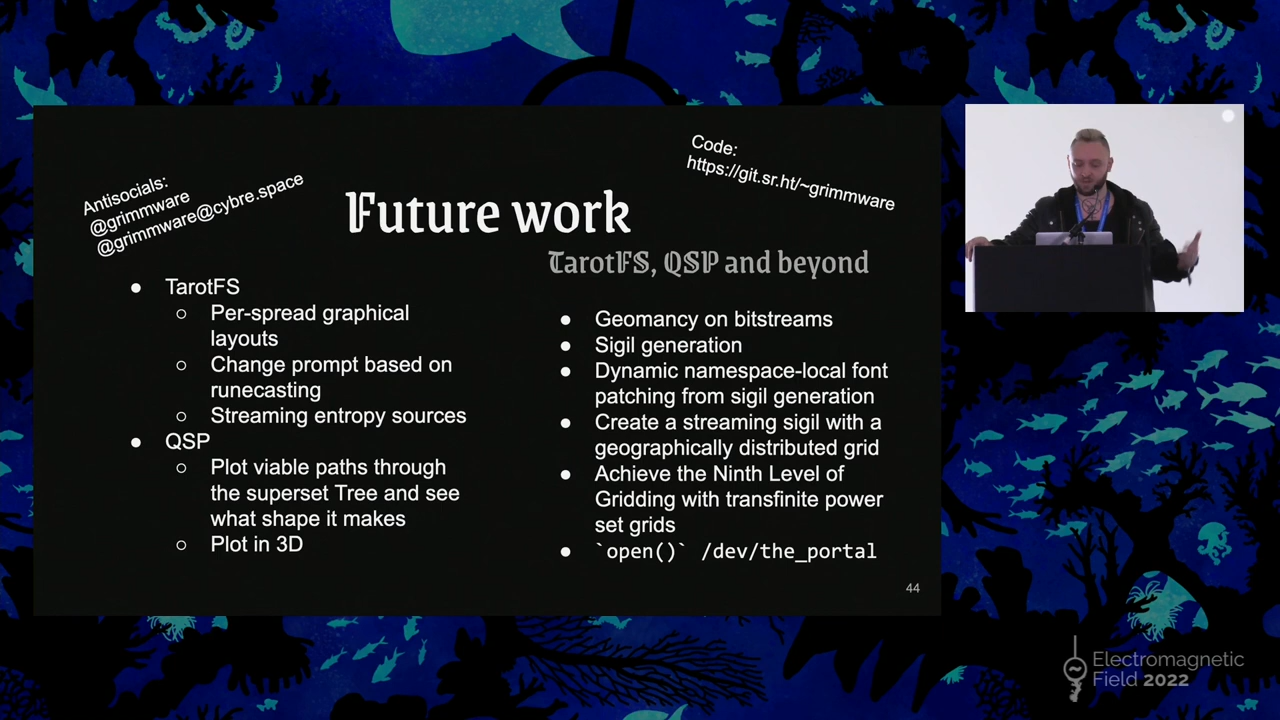 Antisocials:
@grimmware
@grimmware@cybre.space
Code:
https://git.sr.ht/~grimmware
Future work
TarotFS, QSP and beyond
● TarotFS
○ Per-spread graphical
layouts
○ Change prompt based on
runecasting
○ Streaming entropy sources
● QSP
○ Plot viable paths through
the superset Tree and see
what shape it makes
○ Plot in 3D
● Geomancy on bitstreams
● Sigil generation
● Dynamic namespace-local font
patching from sigil generation
● Create a streaming sigil with a
geographically distributed grid
● Achieve the Ninth Level of
Gridding with transfinite power
set grids
● `open()` /dev/the_portal
44
Electromagnetic
Field 2022